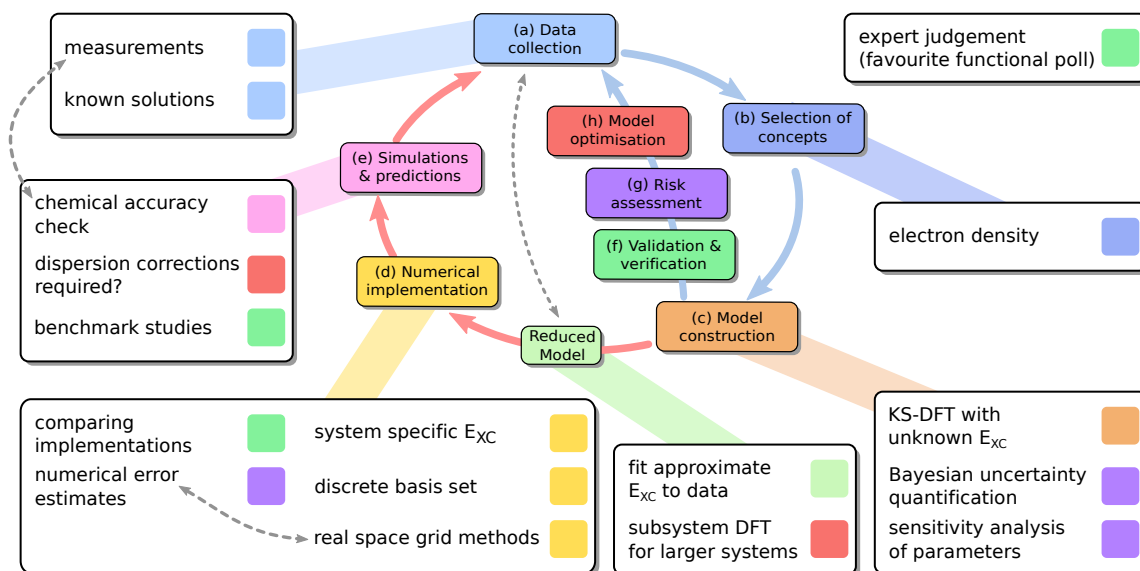 measurements
known solutions
(a) Data
collection
expert judgement
(favourite functional poll)
(h) Model
optimisation
(b) Selection of
concepts
(e) Simulations
& predictions
(g) Risk
assessment
chemical accuracy
check
dispersion corrections
required?
benchmark studies
(f) Validation &
verification
electron density
(d) Numerical
implementation
(c) Model
construction
Reduced
Model
comparing
implementations
numerical error
estimates
system specific E_XC
discrete basis set
real space grid methods
fit approximate
E_XC to data
subsystem DFT
for larger systems
KS-DFT with
unknown E_XC
Bayesian uncertainty
quantification
sensitivity analysis
of parameters